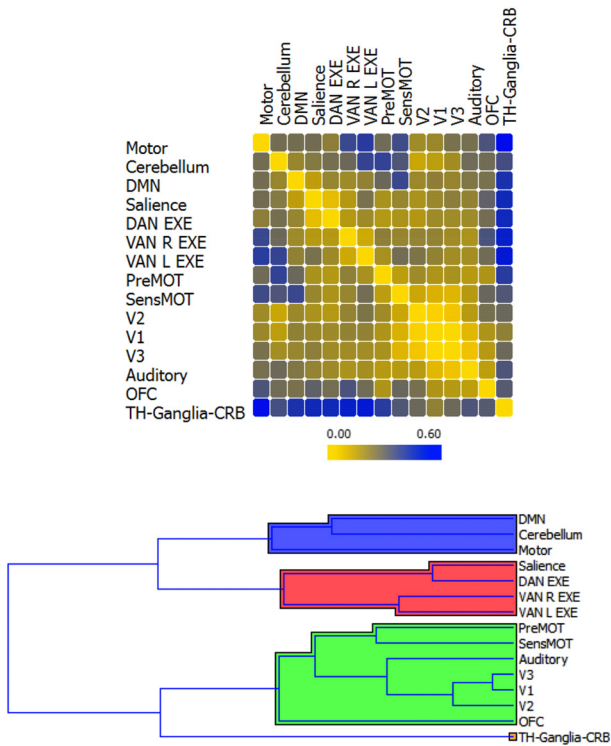 Motor
Cerebellum
DMN
Salience
DAN EXE
VAN R EXE
VAN L EXE
PreMOT
SensMOT
V2
V1
V3
Auditory
OFC
TH-Ganglia-CRB
Motor
Cerebellum
DMN
Salience
DAN EXE
VAN R EXE
VAN L EXE
PreMOT
SensMOT
V2
V1
V3
Auditory
OFC
TH-Ganglia-CRB
0.00 0.60
DMN
Cerebellum
Motor
Salience
DAN EXE
VAN R EXE
VAN L EXE
PreMOT
SensMOT
Auditory
V3
V1
V2
OFC
TH-Ganglia-CRB